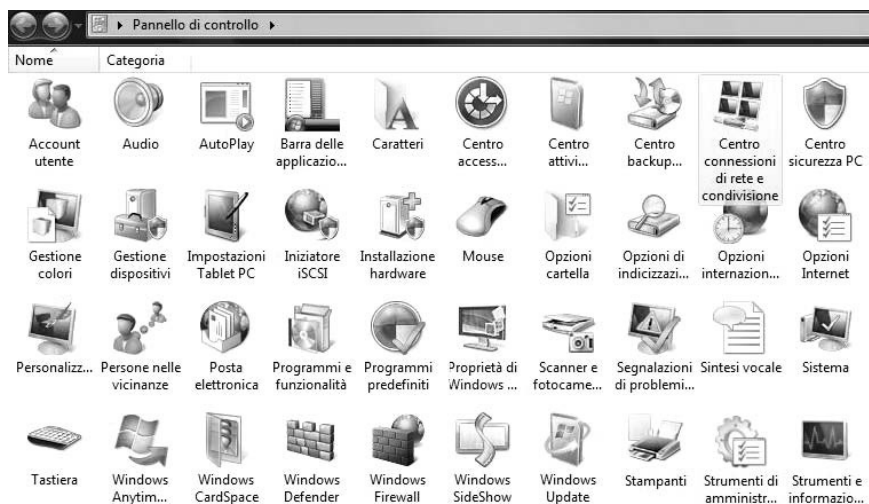 Pannello di controllo
Nome Categoria
Account utente
Audio
AutoPlay
Barra delle applicazio...
Caratteri
Centro access...
Centro attivi...
Centro backup...
Centro connessioni di rete e condivisione
Centro sicurezza PC
Gestione colori
Gestione dispositivi
Impostazioni Tablet PC
Iniziatore iSCSI
Installazione hardware
Mouse
Opzioni cartella
Opzioni di indicizzazi...
Opzioni internazion...
Opzioni Internet
Personalizz...
Persone nelle vicinanze
Posta elettronica
Programmi e funzionalità
Programmi predefiniti
Proprietà di Windows ...
Scanner e fotocame...
Segnalazioni di problemi...
Sintesi vocale
Sistema
Tastiera
Windows Anytim...
Windows CardSpace
Windows Defender
Windows Firewall
Windows SideShow
Windows Update
Stampanti
Strumenti di amministr...
Strumenti e informazio...